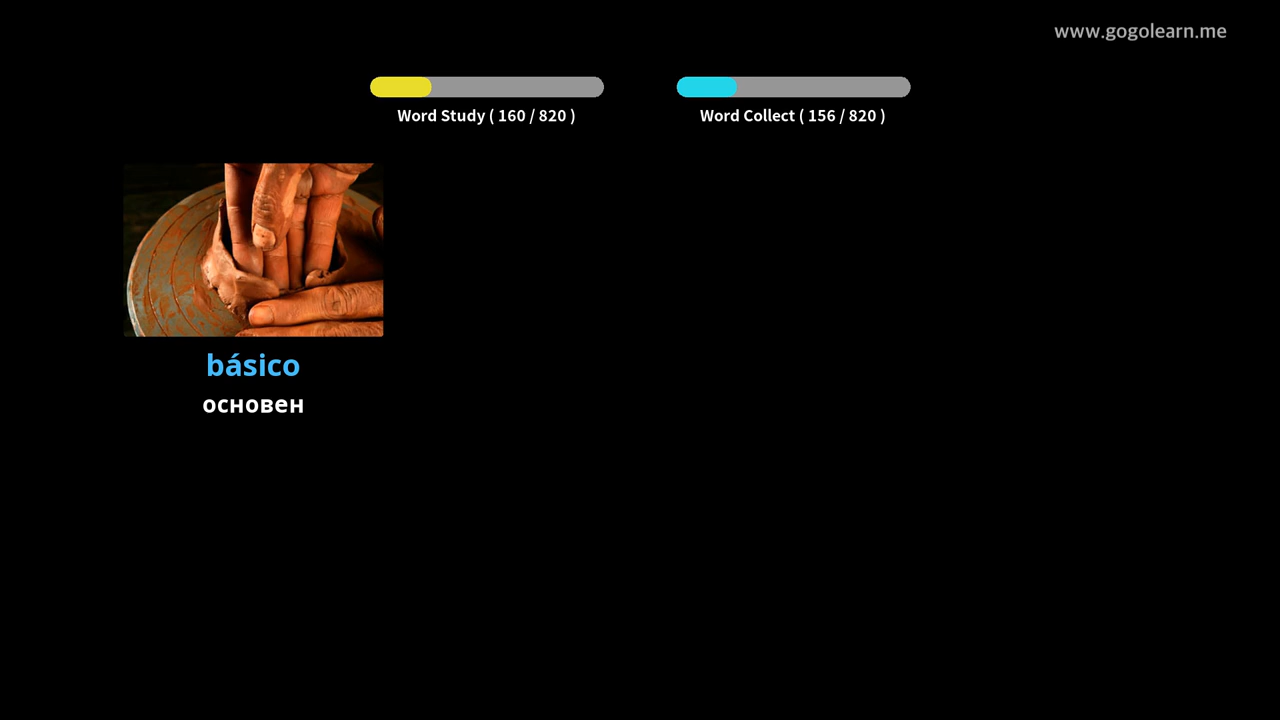 www.gogolearn.me
Word Study ( 160 / 820 )
Word Collect ( 156 / 820 )
básico
основен